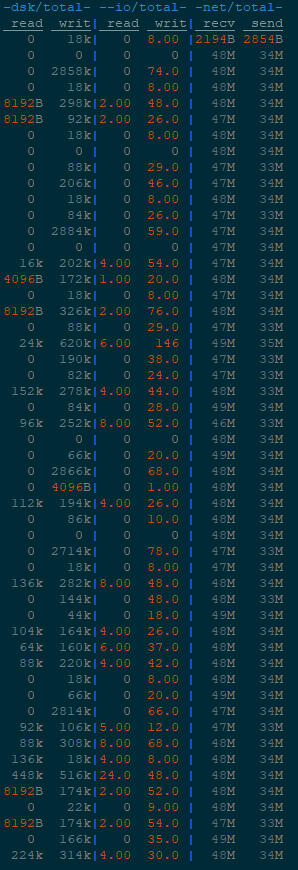 -dsk/total- --io/total- -net/total-
read writ| read writ| recv send
0 18k| 0 8.00 |2194B 2854B
0 0 | 0 0 | 48M 34M
0 2858k| 0 74.0 | 48M 34M
0 18k| 0 8.00 | 48M 34M
8192B 298k|2.00 48.0 | 48M 34M
8192B 92k|2.00 26.0 | 47M 34M
0 18k| 0 8.00 | 48M 34M
0 0 | 0 0 | 48M 34M
0 88k| 0 29.0 | 47M 33M
0 206k| 0 46.0 | 47M 34M
0 18k| 0 8.00 | 48M 34M
0 84k| 0 26.0 | 47M 33M
0 2884k| 0 59.0 | 47M 34M
0 0 | 0 0 | 47M 34M
16k 202k|4.00 54.0 | 47M 34M
4096B 172k|1.00 20.0 | 48M 34M
0 18k| 0 8.00 | 47M 34M
8192B 326k|2.00 76.0 | 48M 34M
0 88k| 0 29.0 | 47M 33M
24k 620k|6.00 146 | 49M 35M
0 190k| 0 38.0 | 47M 33M
0 82k| 0 24.0 | 47M 33M
152k 278k|4.00 44.0 | 48M 34M
0 84k| 0 28.0 | 49M 34M
96k 252k|8.00 52.0 | 46M 33M
0 0 | 0 0 | 48M 34M
0 66k| 0 20.0 | 49M 34M
0 2866k| 0 68.0 | 48M 34M
0 4096B| 0 1.00 | 48M 34M
112k 194k|4.00 26.0 | 48M 34M
0 86k| 0 10.0 | 48M 34M
0 0 | 0 0 | 48M 34M
0 2714k| 0 78.0 | 47M 33M
0 18k| 0 8.00 | 47M 34M
136k 282k|8.00 48.0 | 48M 34M
0 144k| 0 48.0 | 48M 33M
0 44k| 0 18.0 | 49M 34M
104k 164k|4.00 26.0 | 48M 34M
64k 160k|6.00 37.0 | 48M 34M
88k 220k|4.00 42.0 | 48M 34M
0 18k| 0 8.00 | 48M 34M
0 66k| 0 20.0 | 49M 34M
0 2814k| 0 66.0 | 47M 34M
92k 106k|5.00 12.0 | 47M 33M
88k 308k|8.00 68.0 | 48M 34M
136k 18k|4.00 8.00 | 48M 34M
448k 516k|24.0 48.0 | 48M 34M
8192B 174k|2.00 52.0 | 48M 34M
0 22k| 0 9.00 | 48M 34M
8192B 174k|2.00 54.0 | 47M 33M
0 166k| 0 35.0 | 49M 34M
224k 314k|4.00 30.0 | 48M 34M